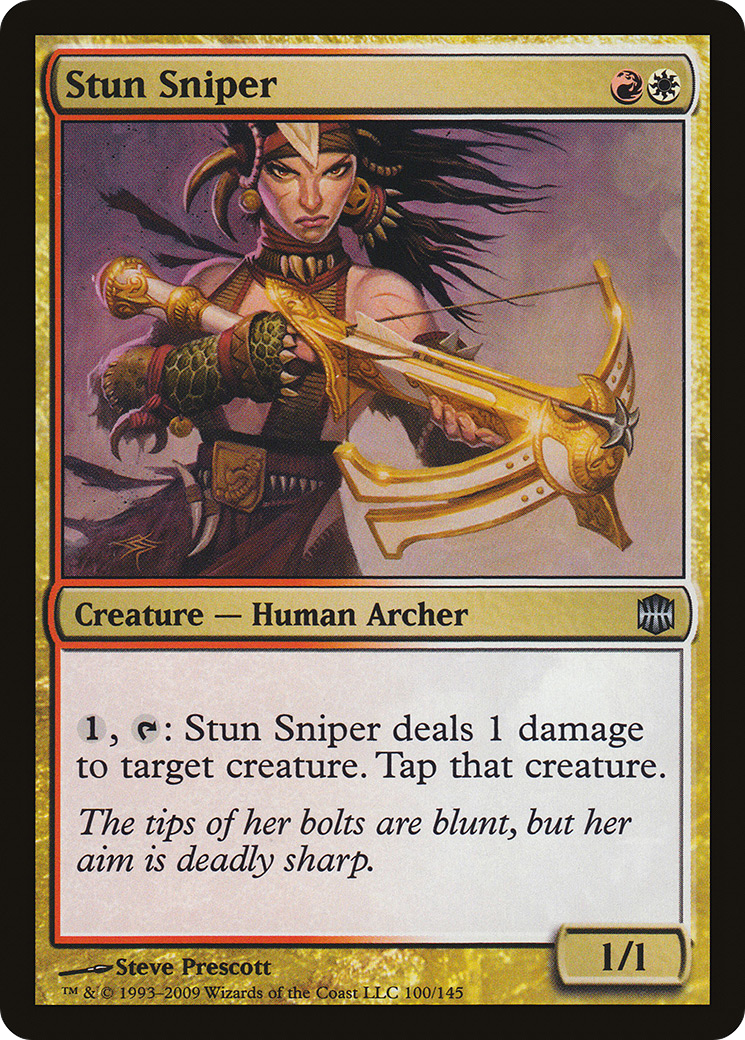 Stun Sniper
Creature — Human Archer
1, : Stun Sniper deals 1 damage
to target creature. Tap that creature.
The tips of her bolts are blunt, but her
aim is deadly sharp.
1/1
Steve Prescott
™ & © 1993–2009 Wizards of the Coast LLC 100/145